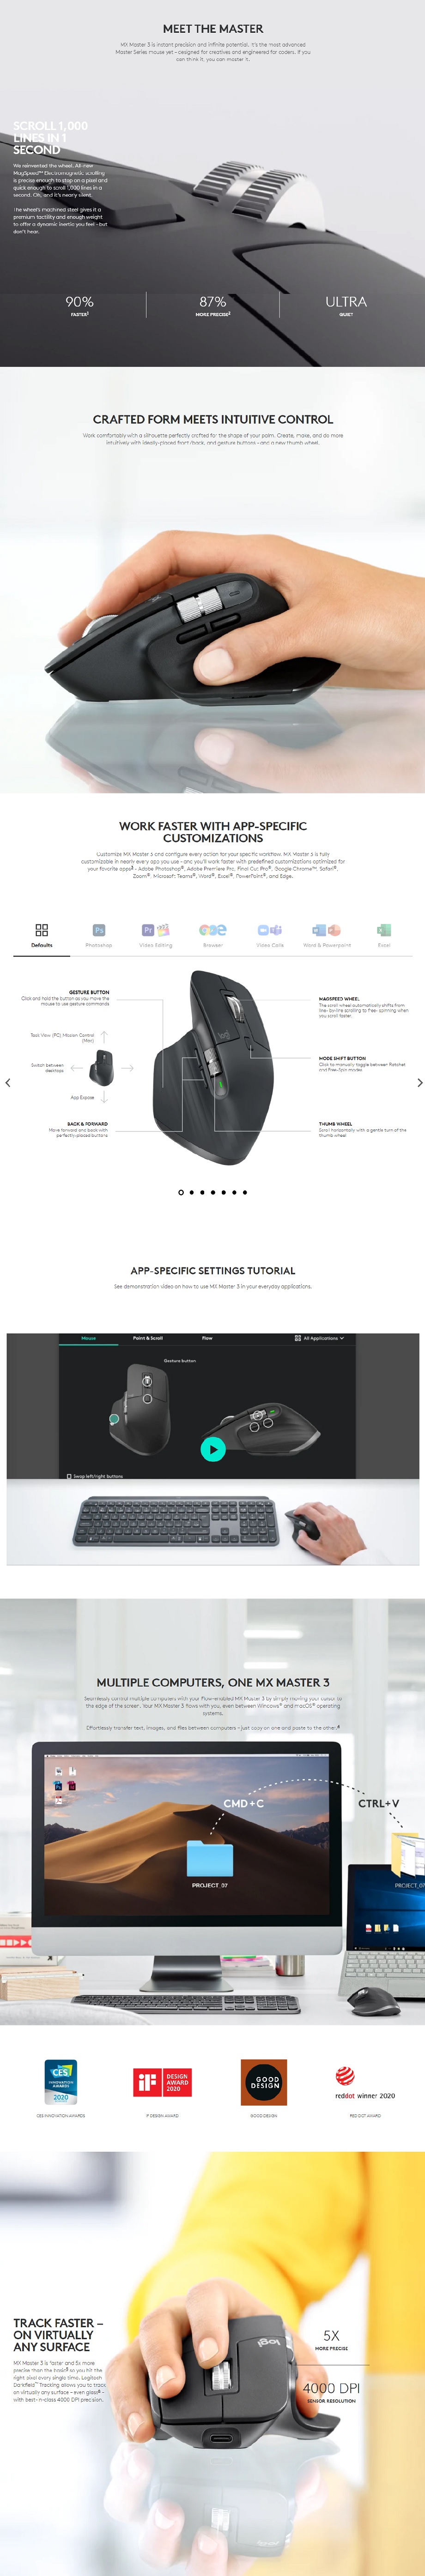 MEET THE MASTER
MX Master 3 is instant precision and infinite potential. It's the most advanced
Master Series mouse yet – designed for creatives and engineered for coders. If you
can think it, you can master it.
SCROLL 1,000
LINES IN 1
SECOND
We reinvented the wheel. All-new
MagSpeed™ Electromagnetic scrolling
is precise enough to stop on a pixel and
quick enough to scroll 1,000 lines in a
second. Oh, and it's nearly silent.
The wheel's machined steel gives it a
premium tactility and enough weight
to offer a dynamic inertia you feel – but
don't hear.
90%
FASTER1
87%
MORE PRECISE2
ULTRA
QUIET
CRAFTED FORM MEETS INTUITIVE CONTROL
Work comfortably with a silhouette perfectly crafted for the shape of your palm. Create, make, and do more
intuitively with ideally-placed front/back, and gesture buttons – and a new thumb wheel.
WORK FASTER WITH APP-SPECIFIC
CUSTOMIZATIONS
Customize MX Master 3 and configure every action for your specific workflow. MX Master 3 is fully
customizable in nearly every app you use – and you'll work faster with predefined customizations optimized for
your favorite apps3 - Adobe Photoshop®, Adobe Premiere Pro, Final Cut Pro®, Google Chrome™, Safari®,
Zoom®, Microsoft Teams®, Word®, Excel®, PowerPoint®, and Edge.
Defaults
Photoshop
Video Editing
Browser
Video Calls
Word & Powerpoint
Excel
GESTURE BUTTON
Click and hold the button as you move the
mouse to use gesture commands
Task View (PC), Mission Control
(Mac)
Switch between
desktops
App Expose
BACK & FORWARD
Move forward and back with
perfectly-placed buttons
MAGSPEED WHEEL
The scroll wheel automatically shifts from
line-by-line scrolling to free-spinning when
you scroll faster.
MODE SHIFT BUTTON
Click to manually toggle between Ratchet
and Free-Spin modes
THUMB WHEEL
Scroll horizontally with a gentle turn of the
thumb wheel
APP-SPECIFIC SETTINGS TUTORIAL
See demonstration video on how to use MX Master 3 in your everyday applications.
Mouse
Point & Scroll
Flow
All Applications
Gesture button
Swap left/right buttons
MULTIPLE COMPUTERS, ONE MX MASTER 3
Seamlessly control multiple computers with your Flow-enabled MX Master 3 by simply moving your cursor to
the edge of the screen. Your MX Master 3 flows with you, even between Windows® and macOS® operating
systems.
Effortlessly transfer text, images, and files between computers – just copy on one and paste to the other.4
CMD+C
CTRL+V
PROJECT_07
PROJECT_07
CES
INNOVATION
AWARDS
2020
iF
DESIGN
AWARD
2020
GOOD
DESIGN
reddot winner 2020
CES INNOVATION AWARDS
IF DESIGN AWARD
GOOD DESIGN
RED DOT AWARD
TRACK FASTER –
ON VIRTUALLY
ANY SURFACE
MX Master 3 is faster and 5x more
precise than the basic5 so you hit the
right pixel every single time. Logitech
Darkfield™ Tracking allows you to track
on virtually any surface – even glass6 –
with best-in-class 4000 DPI precision.
5X
MORE PRECISE
4000 DPI
SENSOR RESOLUTION
logi